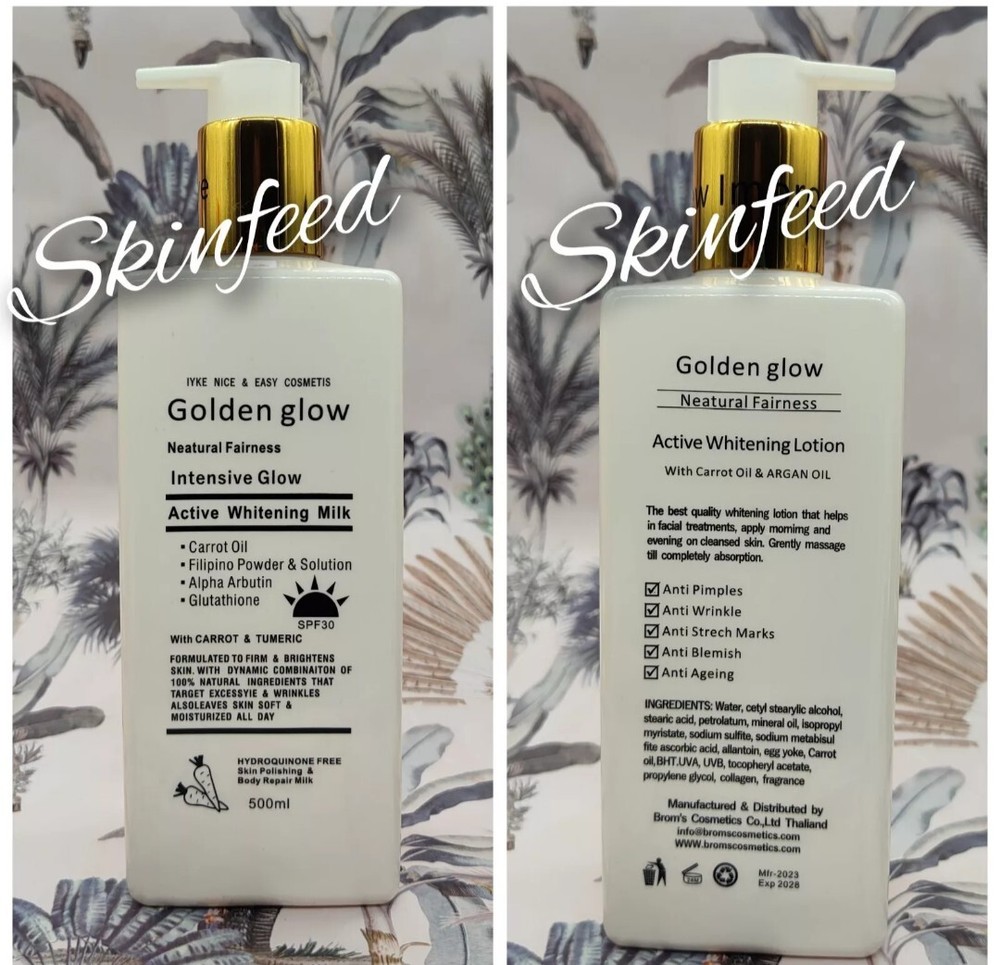 Skinfeed
IYKE NICE & EASY COSMETIS
Golden glow
Neatural Fairness
Intensive Glow
Active Whitening Milk
▪ Carrot Oil
▪ Filipino Powder & Solution
▪ Alpha Arbutin
▪ Glutathione
SPF30
With CARROT & TUMERIC
FORMULATED TO FIRM & BRIGHTENS
SKIN. WITH DYNAMIC COMBINAITON OF
100% NATURAL INGREDIENTS THAT
TARGET EXCESSYIE & WRINKLES
ALSOLEAVES SKIN SOFT &
MOISTURIZED ALL DAY
HYDROQUINONE FREE
Skin Polishing &
Body Repair Milk
500ml
Skinfeed
Golden glow
Neatural Fairness
Active Whitening Lotion
With Carrot Oil & ARGAN OIL
The best quality whitening lotion that helps
in facial treatments, apply momimg and
evening on cleansed skin. Grently massage
till completely absorption.
☑ Anti Pimples
☑ Anti Wrinkle
☑ Anti Strech Marks
☑ Anti Blemish
☑ Anti Ageing
INGREDIENTS: Water, cetyl stearylic alcohol,
stearic acid, petrolatum, mineral oil, isopropyl
myristate, sodium sulfite, sodium metabisul
fite ascorbic acid, allantoin, egg yoke, Carrot
oil,BHT.UVA, UVB, tocopheryl acetate,
propylene glycol, collagen, fragrance
Manufactured & Distributed by
Brom's Cosmetics Co.,Ltd Thaliand
info@bromscosmetics.com
WWW.bromscosmetics.com
Mfr-2023
Exp 2028